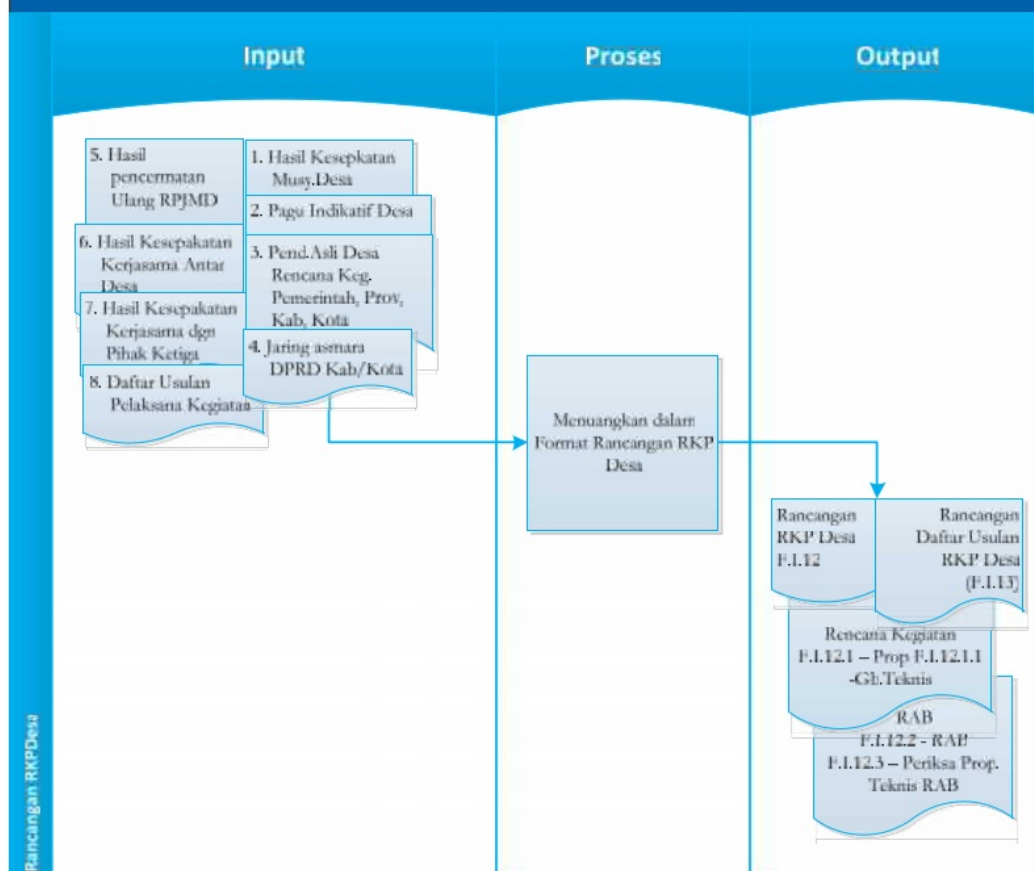 Input
Proses
Output
5. Hasil
pencermatan
Ulang RPJMD
1. Hasil Kesepkatan
Musy.Desa
2. Pagu Indikatif Desa
6. Hasil Kesepakatan
Kerjasama Antar
Desa
3. Pend.Asli Desa
Rencana Keg.
Pemerintah, Prov,
Kab, Kota
7. Hasil Kesepakatan
Kerjasama dgn
Pihak Ketiga
4. Jaring asmara
DPRD Kab/Kota
8. Daftar Usulan
Pelaksana Kegiatan
Menuangkan dalam
Format Rancangan RKP
Desa
Rancangan
RKP Desa
F.I.12
Rancangan
Daftar Usulan
RKP Desa
(F.I.13)
Rencana Kegiatan
F.I.12.1 – Prop F.I.12.1.1
-Gb.Teknis
RAB
F.I.12.2 - RAB
F.I.12.3 – Periksa Prop.
Teknis RAB
Rancangan RKPDesa